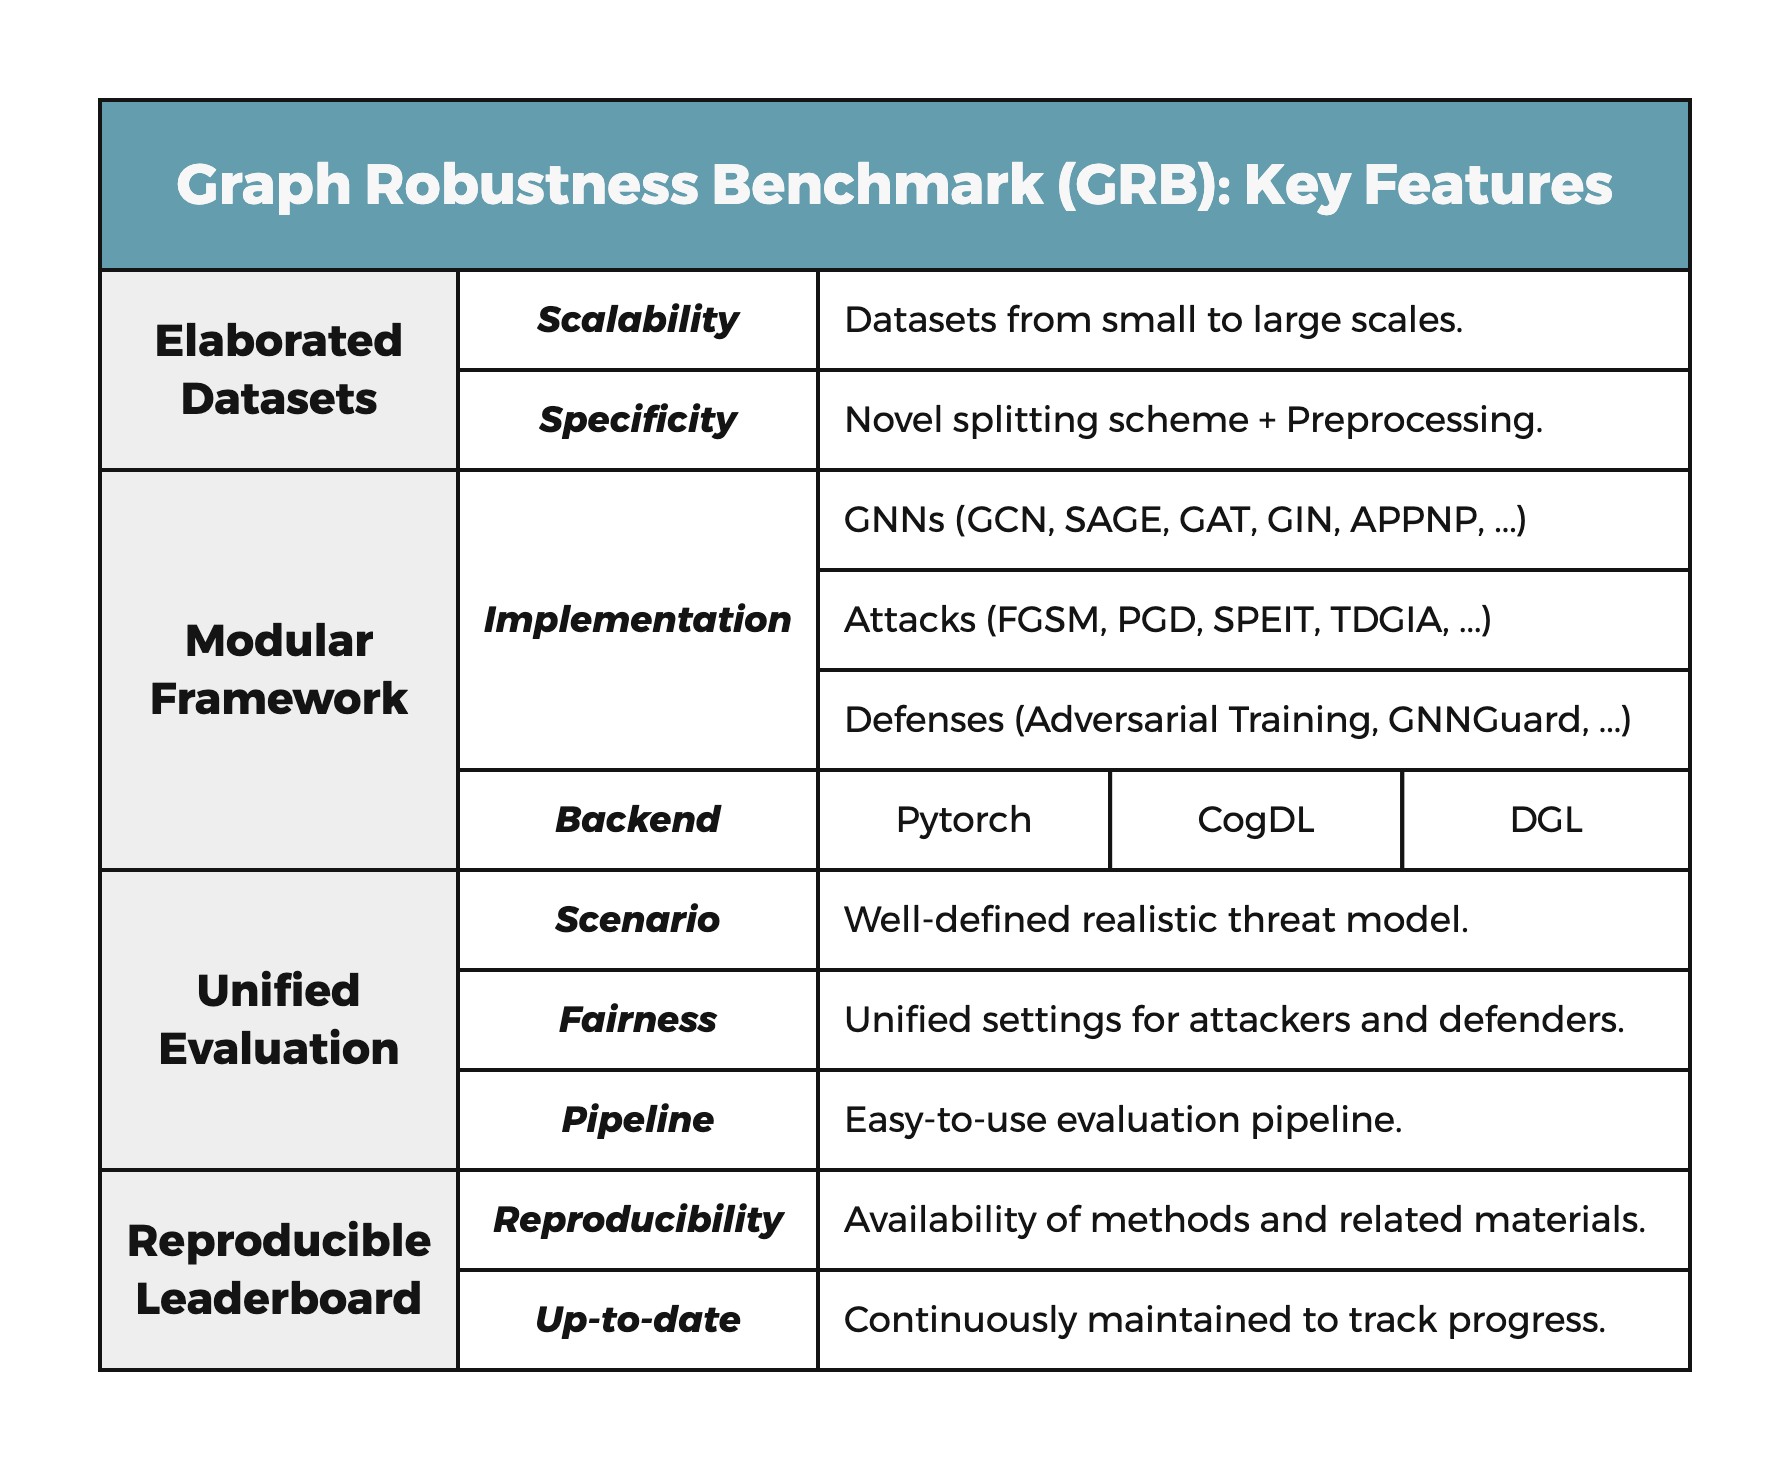 Graph Robustness Benchmark (GRB): Key Features
Elaborated
Datasets
Scalability
Datasets from small to large scales.
Specificity
Novel splitting scheme + Preprocessing.
Modular
Framework
Implementation
GNNs (GCN, SAGE, GAT, GIN, APPNP, ...)
Attacks (FGSM, PGD, SPEIT, TDGIA, ...)
Defenses (Adversarial Training, GNNGuard, ...)
Backend
Pytorch
CogDL
DGL
Unified
Evaluation
Scenario
Well-defined realistic threat model.
Fairness
Unified settings for attackers and defenders.
Pipeline
Easy-to-use evaluation pipeline.
Reproducible
Leaderboard
Reproducibility
Availability of methods and related materials.
Up-to-date
Continuously maintained to track progress.